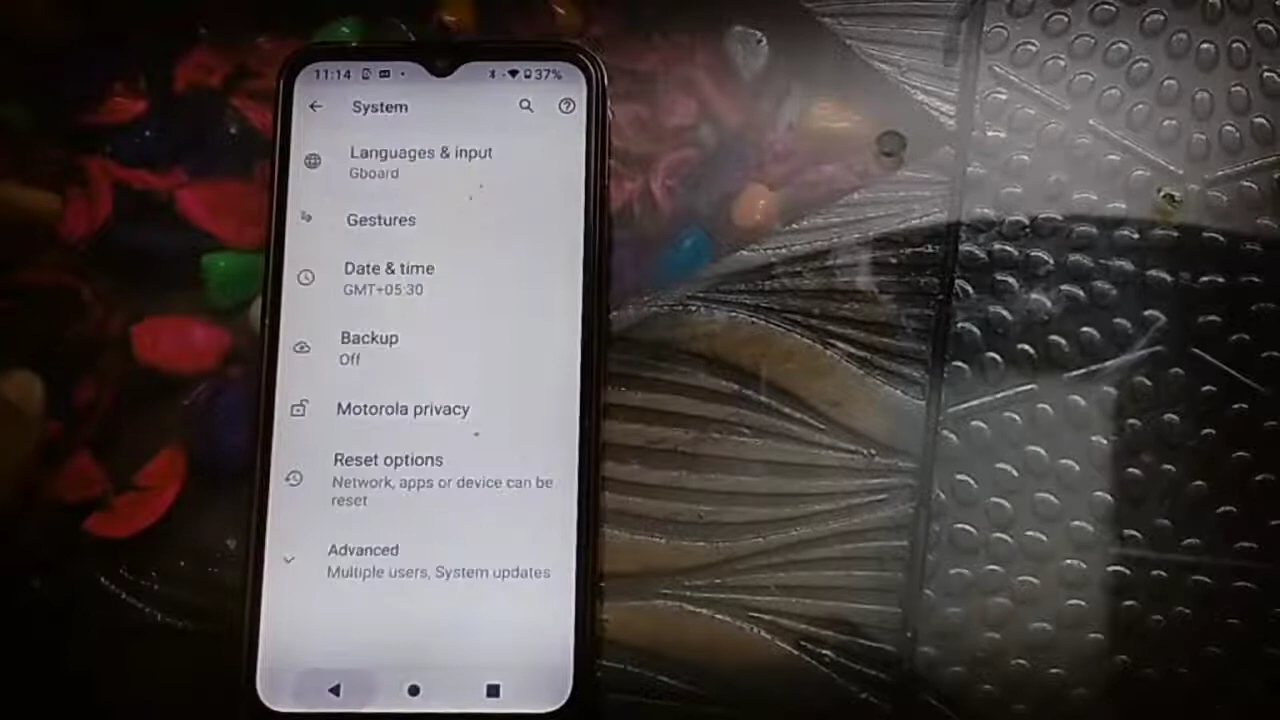 11:14
37%
System
Languages & input
Gboard
Gestures
Date & time
GMT+05:30
Backup
Off
Motorola privacy
Reset options
Network, apps or device can be
reset
Advanced
Multiple users, System updates